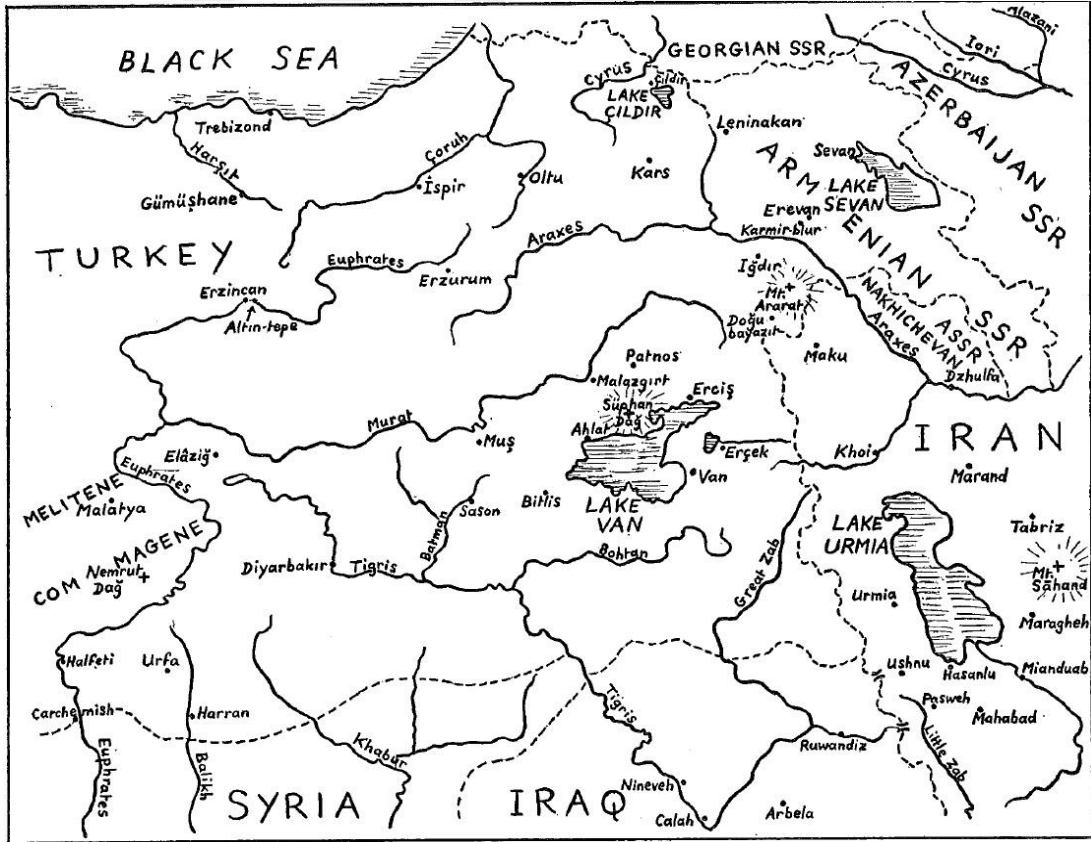 BLACK SEA
GEORGIAN SSR
Alazani
Iori
Cyrus
AZERBAIJAN SSR
Cyrus
Çıldır
LAKE
ÇILDIR
Trebizond
Harşıt
Çoruh
Leninakan
ARMENIAN SSR
Sevan
LAKE
SEVAN
Gümüşhane
İspir
Oltu
Kars
Erevan
Karmir-blur
TURKEY
Euphrates
Erzurum
Araxes
Iğdır
Mt.
Ararat
NAKHICHEVAN
ASSR
Erzincan
Altın-tepe
Doğu
bayazıt
Maku
Araxes
Dzhulfa
Patnos
Malazgırt
Süphan
Dağ
Erciş
Ahlat
Murat
Muş
Elâziğ
Euphrates
Erçek
Van
Khoi
IRAN
Marand
MELITENE
Malatya
Sason
Bitlis
LAKE
VAN
Batman
LAKE
URMIA
Tabriz
COMMAGENE
Nemrut
Dağ
Diyarbakır
Tigris
Bohtan
Great Zab
Urmia
Mt.
Sahand
Maragheh
Halfeti
Urfa
Ushnu
Hasanlu
Mianduab
Carchemish
Harran
Tigris
Pasweh
Mahabad
Khabur
Ruwandiz
Little Zab
Euphrates
Balikh
SYRIA
IRAQ
Nineveh
Calah
Arbela